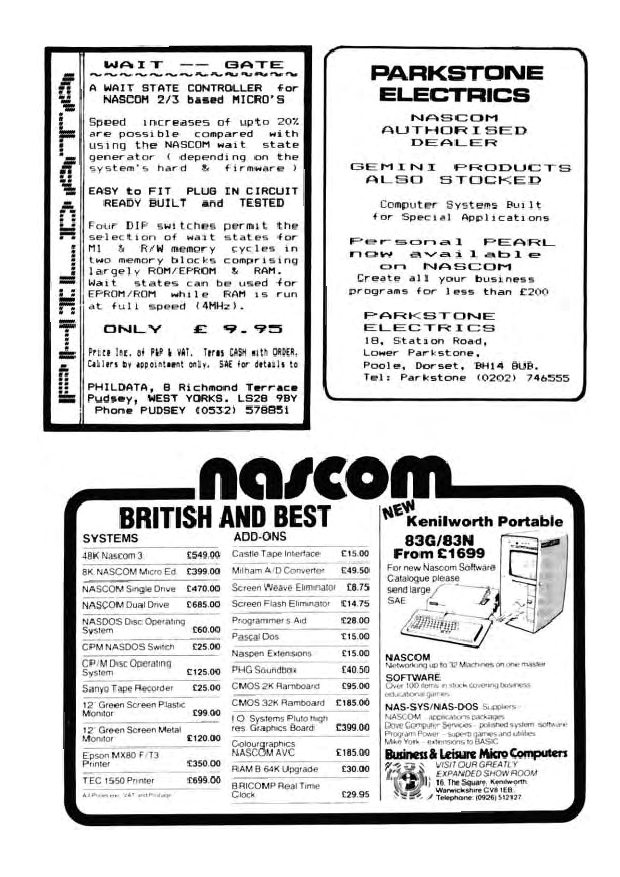 PHILDATA
WAIT -- GATE
A WAIT STATE CONTROLLER for
NASCOM 2/3 based MICRO'S
Speed increases of upto 20%
are possible compared with
using the NASCOM wait state
generator ( depending on the
system's hard & firmware )
EASY to FIT PLUG IN CIRCUIT
READY BUILT and TESTED
Four DIP switches permit the
selection of wait states for
M1 & R/W memory cycles in
two memory blocks comprising
largely ROM/EPROM & RAM.
Wait states can be used for
EPROM/ROM while RAM is run
at full speed (4MHz).
ONLY £ 9.95
Price Inc. of P&P & VAT. Terms CASH with ORDER.
Callers by appointment only. SAE for details to
PHILDATA, 8 Richmond Terrace
Pudsey, WEST YORKS. LS28 9BY
Phone PUDSEY (0532) 578851
PARKSTONE
ELECTRICS
NASCOM
AUTHORISED
DEALER
GEMINI PRODUCTS
ALSO STOCKED
Computer Systems Built
for Special Applications
Personal PEARL
now available
on NASCOM
Create all your business
programs for less than £200
PARKSTONE
ELECTRICS
18, Station Road,
Lower Parkstone,
Poole, Dorset, BH14 8UB.
Tel: Parkstone (0202) 746555
nascom
BRITISH AND BEST
SYSTEMS
48K Nascom 3 £549.00
8K NASCOM Micro Ed. £399.00
NASCOM Single Drive £470.00
NASCOM Dual Drive £685.00
NASDOS Disc Operating
System £60.00
CPM NASDOS Switch £25.00
CP/M Disc Operating
System £125.00
Sanyo Tape Recorder £25.00
12" Green Screen Plastic
Monitor £99.00
12" Green Screen Metal
Monitor £120.00
Epson MX80 F/T3
Printer £350.00
TEC 1550 Printer £699.00
All Prices exc. VAT and Postage
ADD-ONS
Castle Tape Interface £15.00
Milham A/D Converter £49.50
Screen Weave Eliminator £8.75
Screen Flash Eliminator £14.75
Programmer's Aid £28.00
Pascal Dos £15.00
Naspen Extensions £15.00
PHG Soundbox £40.50
CMOS 2K Ramboard £95.00
CMOS 32K Ramboard £185.00
I.O. Systems Pluto high
res. Graphics Board £399.00
Colourgraphics
NASCOM AVC £185.00
RAM B 64K Upgrade £30.00
BRICOMP Real Time
Clock £29.95
NEW
Kenilworth Portable
83G/83N
From £1699
For new Nascom Software
Catalogue please
send large
SAE
NASCOM
Networking up to 32 Machines on one master
SOFTWARE
Over 100 items in stock covering business
educational games
NAS-SYS/NAS-DOS Suppliers -
NASCOM - applications packages
Dove Computer Services - polished system software
Program Power - superb games and utilities
Mike York - extensions to BASIC
Business & Leisure Micro Computers
VISIT OUR GREATLY
EXPANDED SHOW ROOM
16, The Square, Kenilworth,
Warwickshire CV8 1EB.
Telephone: (0926) 512127